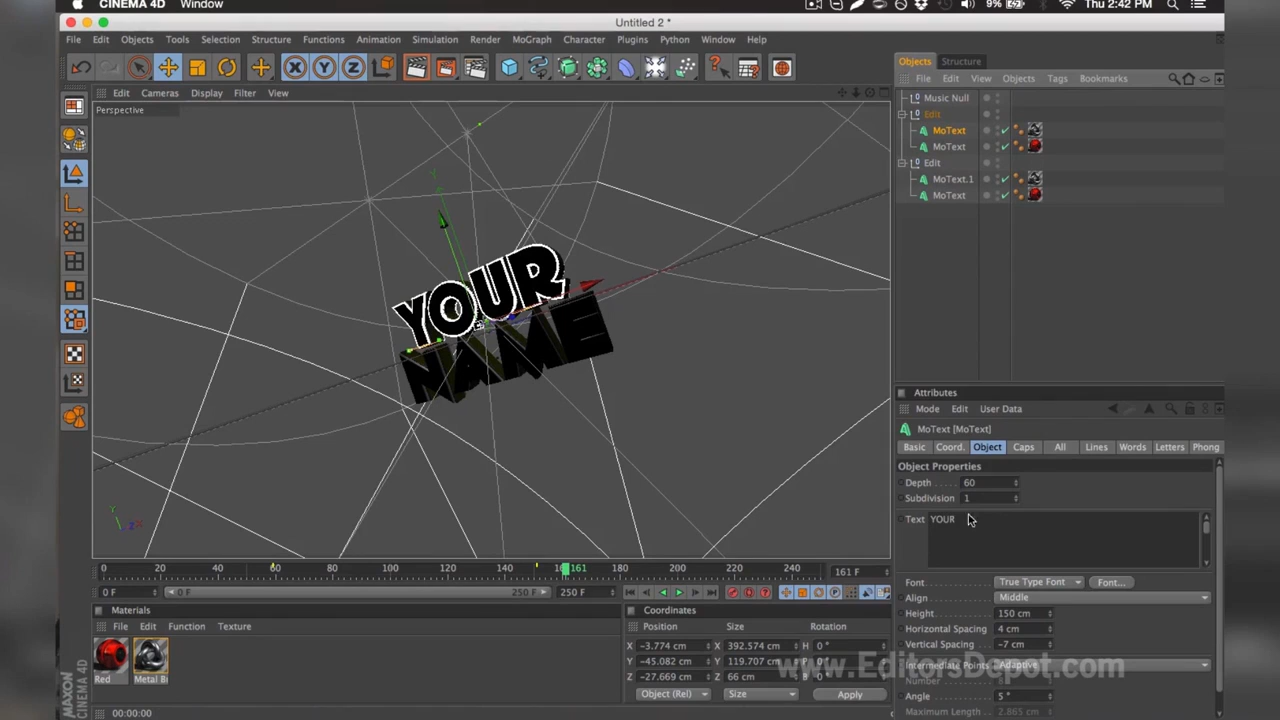 CINEMA 4D Window
9% Thu 2:42 PM
Untitled 2 *
File Edit Objects Tools Selection Structure Functions Animation Simulation Render MoGraph Character Plugins Python Window Help
Edit Cameras Display Filter View
Perspective
YOUR
NAME
Y
Z X
0 20 40 60 80 100 120 140 161 180 200 220 240 161 F
0 F 0 F 250 F 250 F
Materials
File Edit Function Texture
Red Metal B
Coordinates
Position Size Rotation
X -3.774 cm X 392.574 cm H 0 °
Y -45.082 cm Y 119.707 cm P 0
Z -27.669 cm Z 66 cm B 0
Object (Rel) Size Apply
00:00:00
MAXON
CINEMA 4D
Objects Structure
File Edit View Objects Tags Bookmarks
Music Null
Edit
MoText
MoText
Edit
MoText.1
MoText
Attributes
Mode Edit User Data
MoText [MoText]
Basic Coord. Object Caps All Lines Words Letters Phong
Object Properties
Depth 60
Subdivision 1
Text YOUR
Font True Type Font Font...
Align Middle
Height 150 cm
Horizontal Spacing 4 cm
Vertical Spacing -7 cm
Intermediate Points Adaptive
Number
Angle 5 °
Maximum Length 2.865 cm
www.EditorsDepot.com